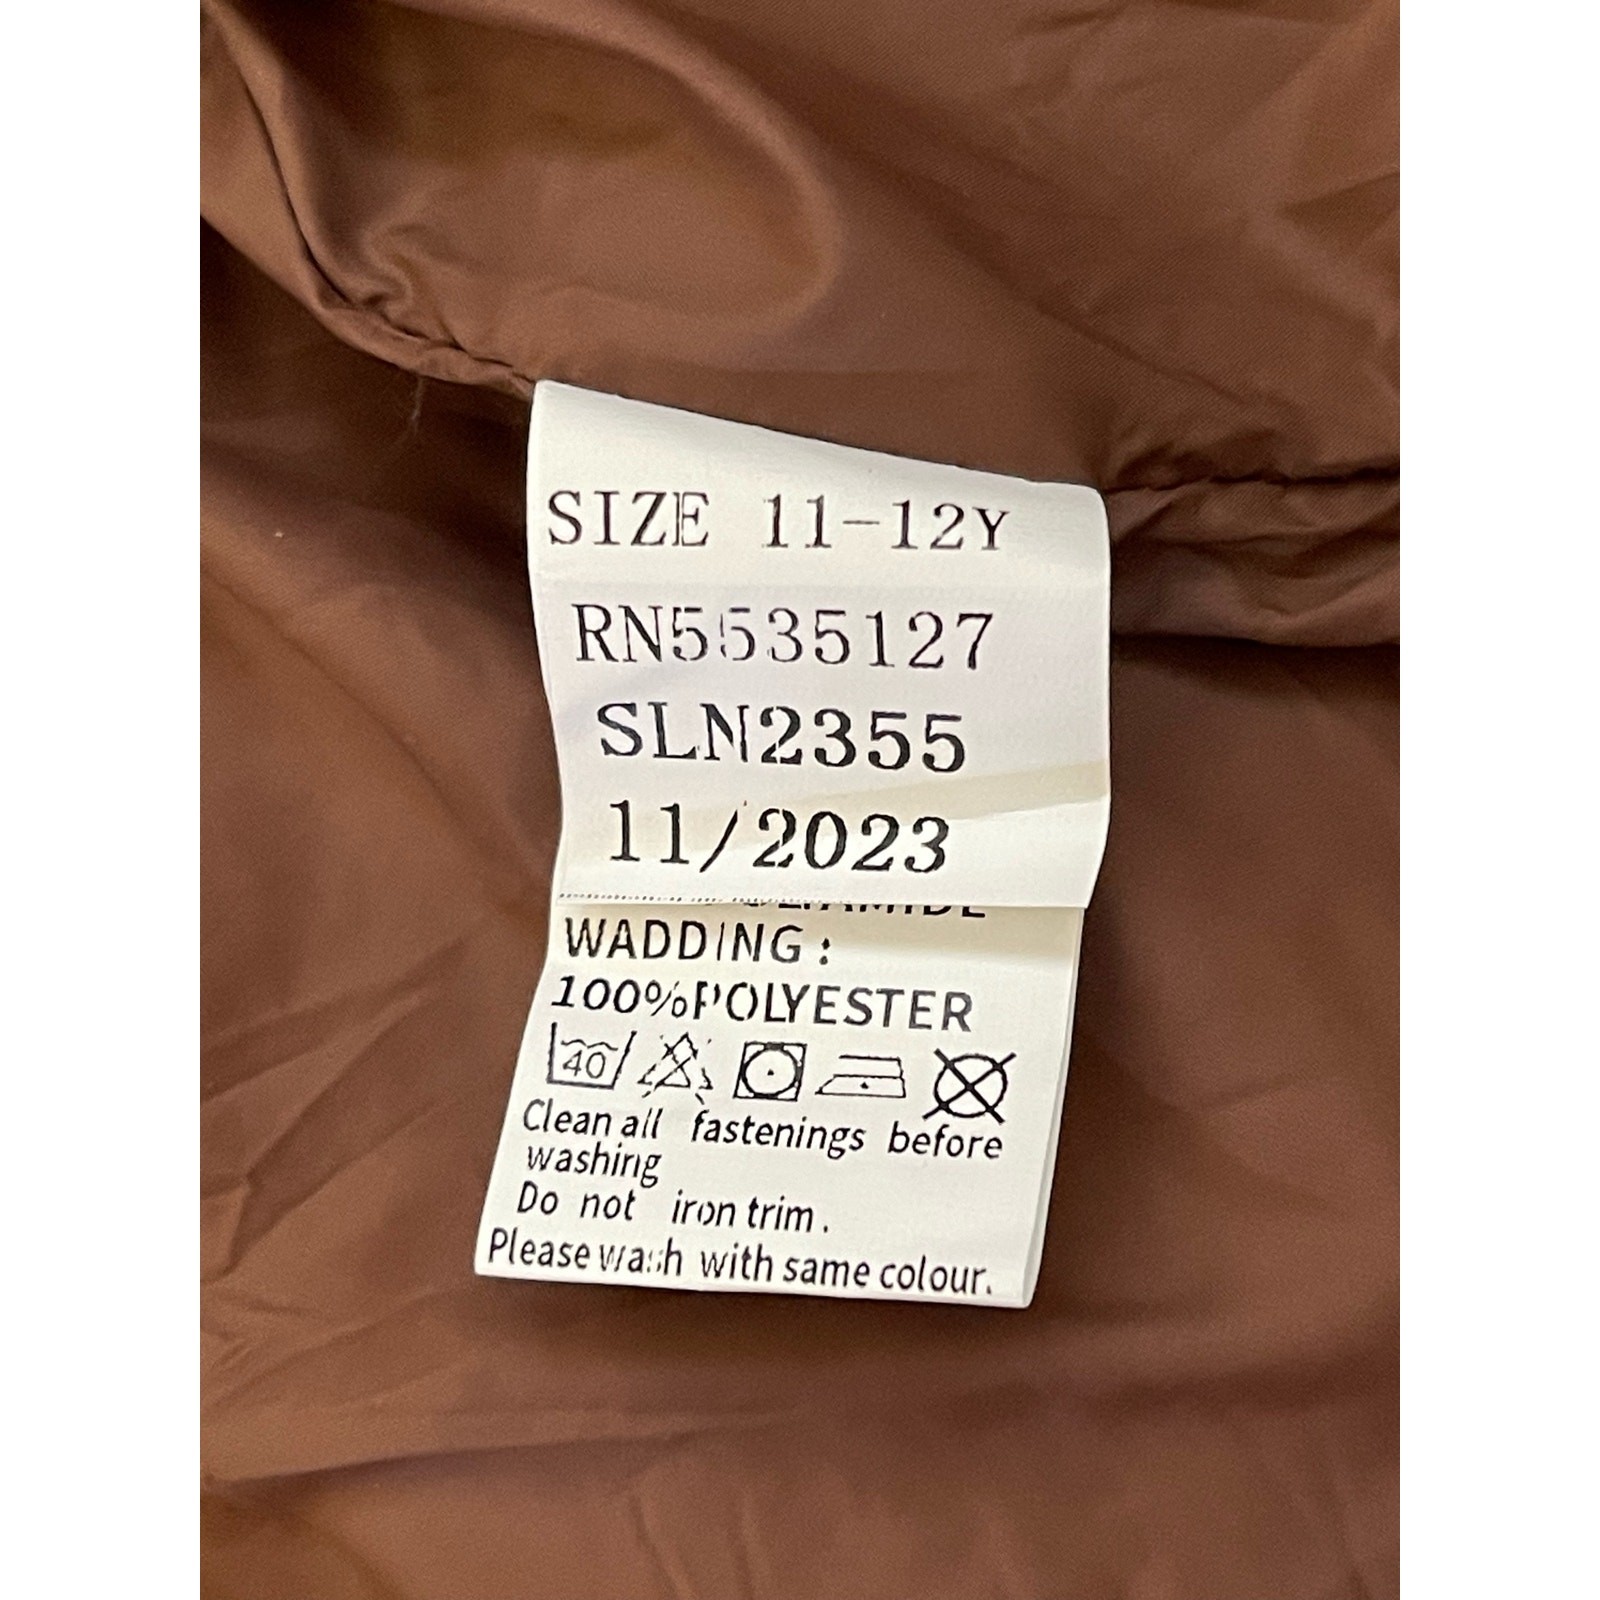 SIZE 11-12Y
RN5535127
SLN2355
11/2023
WADDING:
100%POLYESTER
40
Clean all fastenings before
washing
Do not iron trim.
Please wash with same colour.